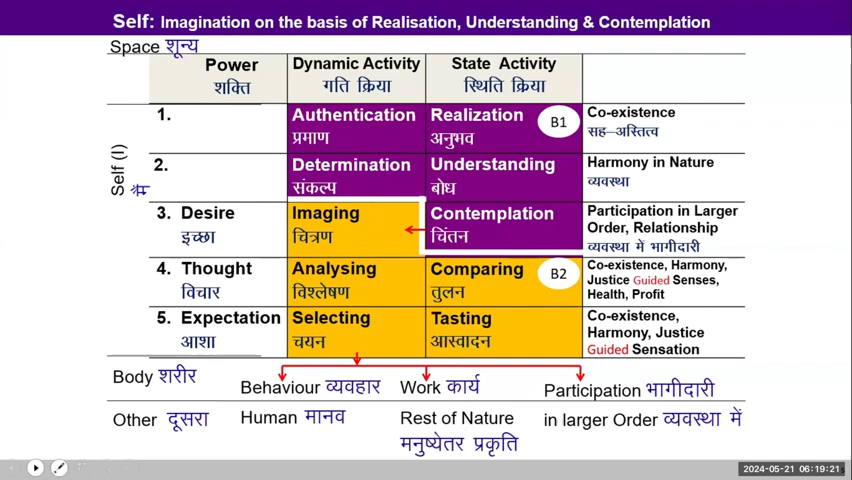 Self: Imagination on the basis of Realisation, Understanding & Contemplation
Space शून्य
Power
शक्ति
Dynamic Activity
गति क्रिया
State Activity
स्थिति क्रिया
Self (I)
मैं
1.
Authentication
प्रमाण
Realization
अनुभव
B1
Co-existence
सह–अस्तित्व
2.
Determination
संकल्प
Understanding
बोध
Harmony in Nature
व्यवस्था
3. Desire
इच्छा
Imaging
चित्रण
Contemplation
चिंतन
Participation in Larger
Order, Relationship
व्यवस्था में भागीदारी
4. Thought
विचार
Analysing
विश्लेषण
Comparing
तुलन
B2
Co-existence, Harmony,
Justice Guided Senses,
Health, Profit
5. Expectation
आशा
Selecting
चयन
Tasting
आस्वादन
Co-existence,
Harmony, Justice
Guided Sensation
Body शरीर
Behaviour व्यवहार
Work कार्य
Participation भागीदारी
Other दूसरा
Human मानव
Rest of Nature
मनुष्येतर प्रकृति
in larger Order व्यवस्था में
2024-05-21 06:19:21